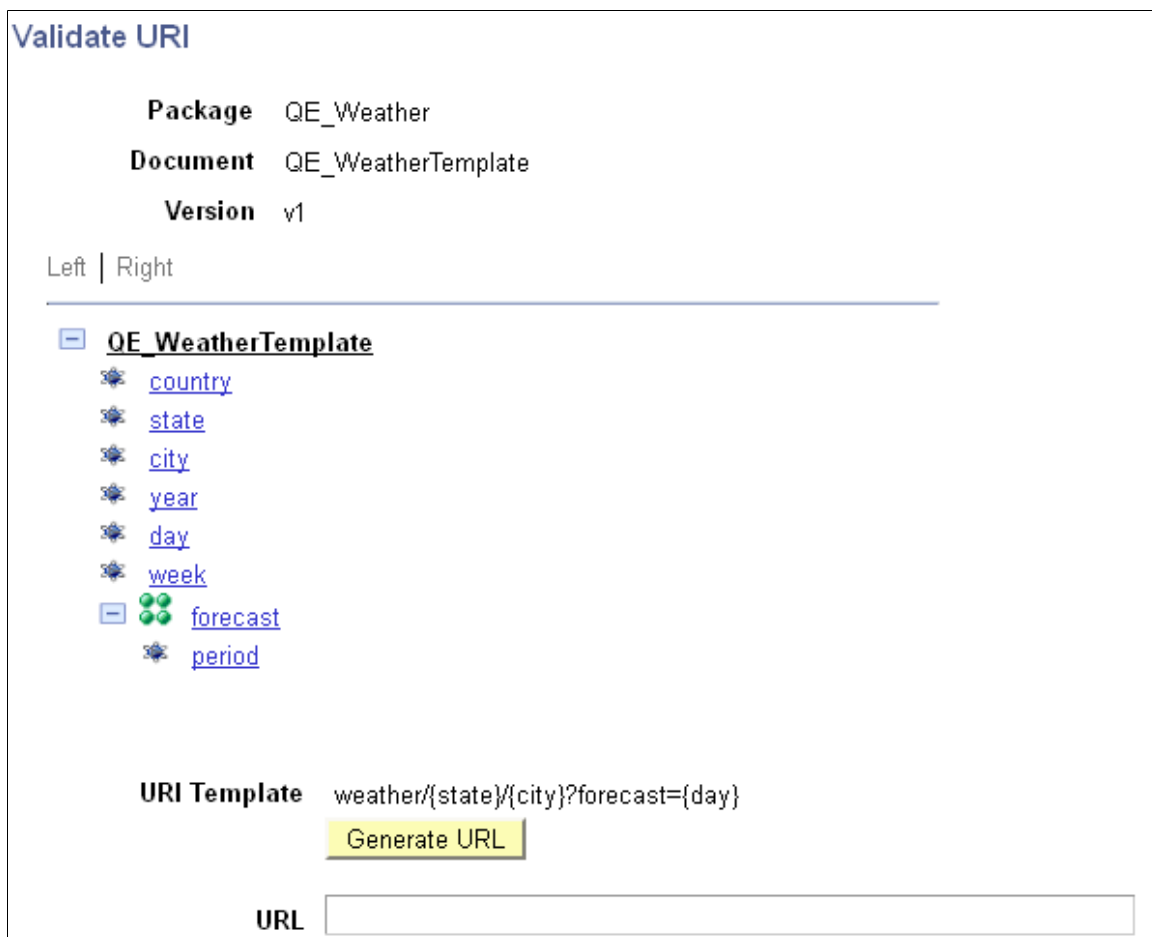 Validate URI
Package QE_Weather
Document QE_WeatherTemplate
Version v1
Left | Right
QE_WeatherTemplate
country
state
city
year
day
week
forecast
period
URI Template weather/{state}/{city}?forecast={day}
Generate URL
URL